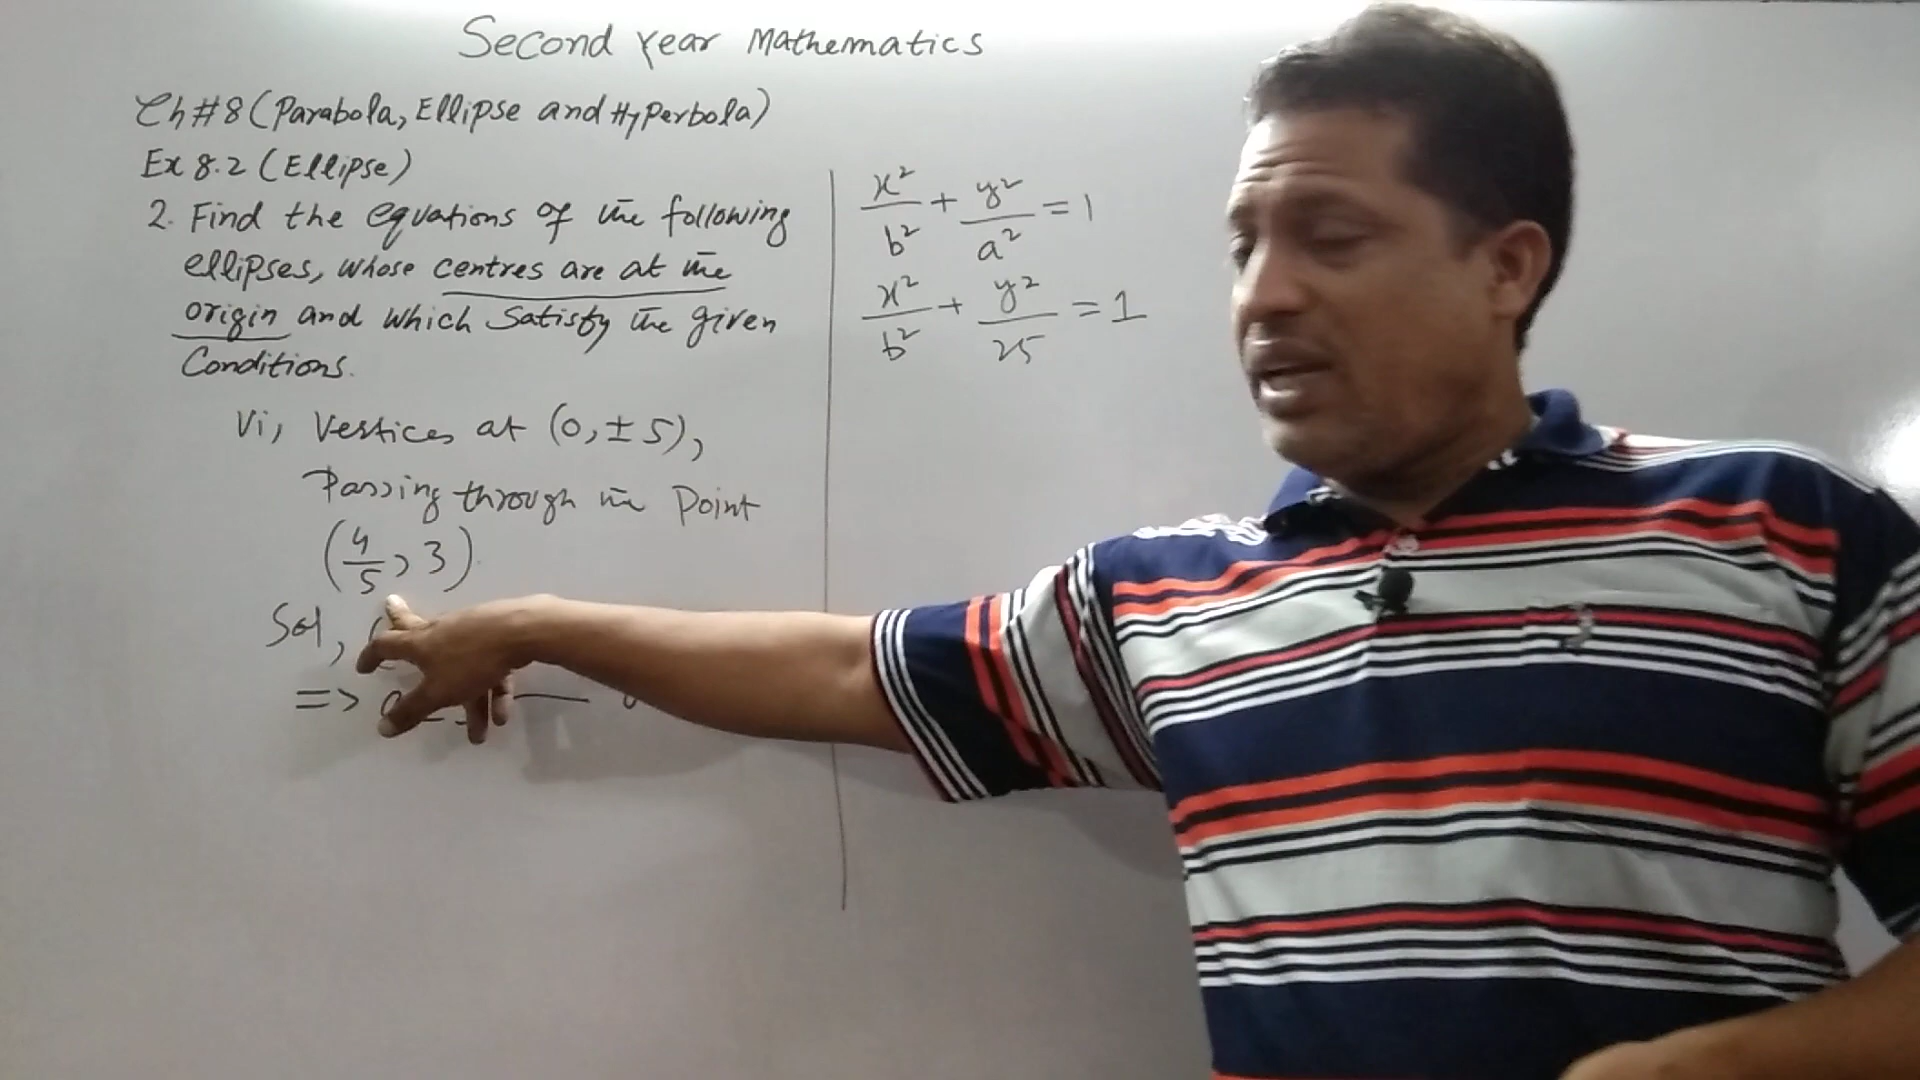 Second Year Mathematics
Ch#8 (Parabola, Ellipse and Hyperbola)
Ex 8.2 (Ellipse)
2. Find the equations of the following
ellipses, whose centres are at the
origin and which satisfy the given
Conditions.
Vi, Vertices at (0, ±5),
Passing through the Point
(4/5, 3).
Sol,
=>
x²/b² + y²/a² = 1
x²/b² + y²/25 = 1